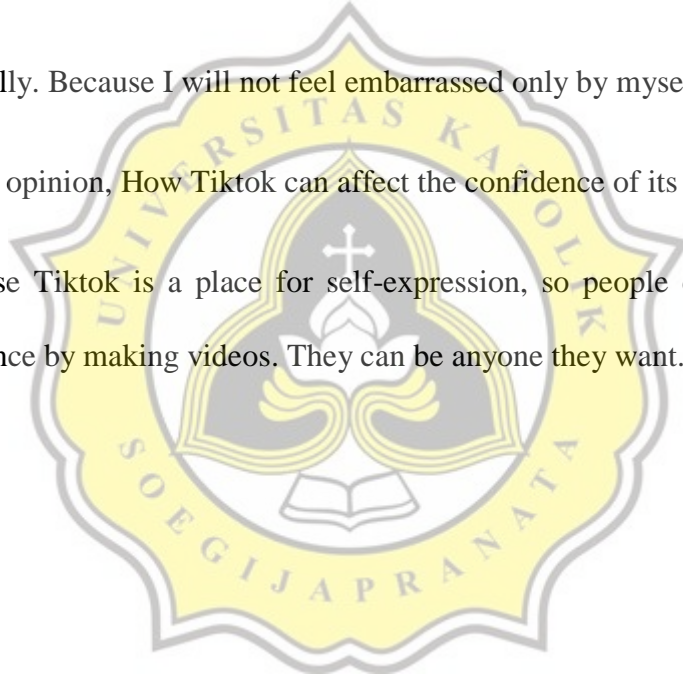 lly. Because I will not feel embarrassed only by myse
opinion, How Tiktok can affect the confidence of its
se Tiktok is a place for self-expression, so people
nce by making videos. They can be anyone they want.
UNIVERSITAS KATOLIK
SOEGIJAPRANATA